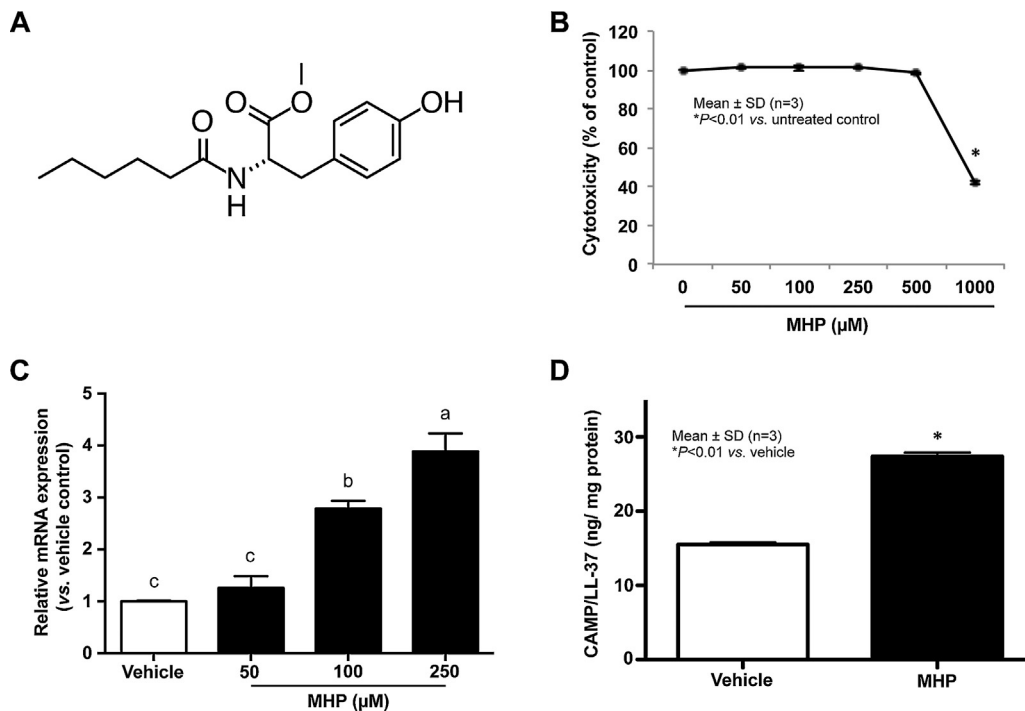 A
O
O
O
OH
N
H
B
Cytotoxicity (% of control)
120
100
80
60
40
20
0
Mean ± SD (n=3)
*P<0.01 vs. untreated control
*
0 50 100 250 500 1000
MHP (µM)
C
Relative mRNA expression
(vs. vehicle control)
5
4
3
2
1
0
c
c
b
a
Vehicle 50 100 250
MHP (µM)
D
CAMP/LL-37 (ng/ mg protein)
30
20
10
0
Mean ± SD (n=3)
*P<0.01 vs. vehicle
*
Vehicle MHP